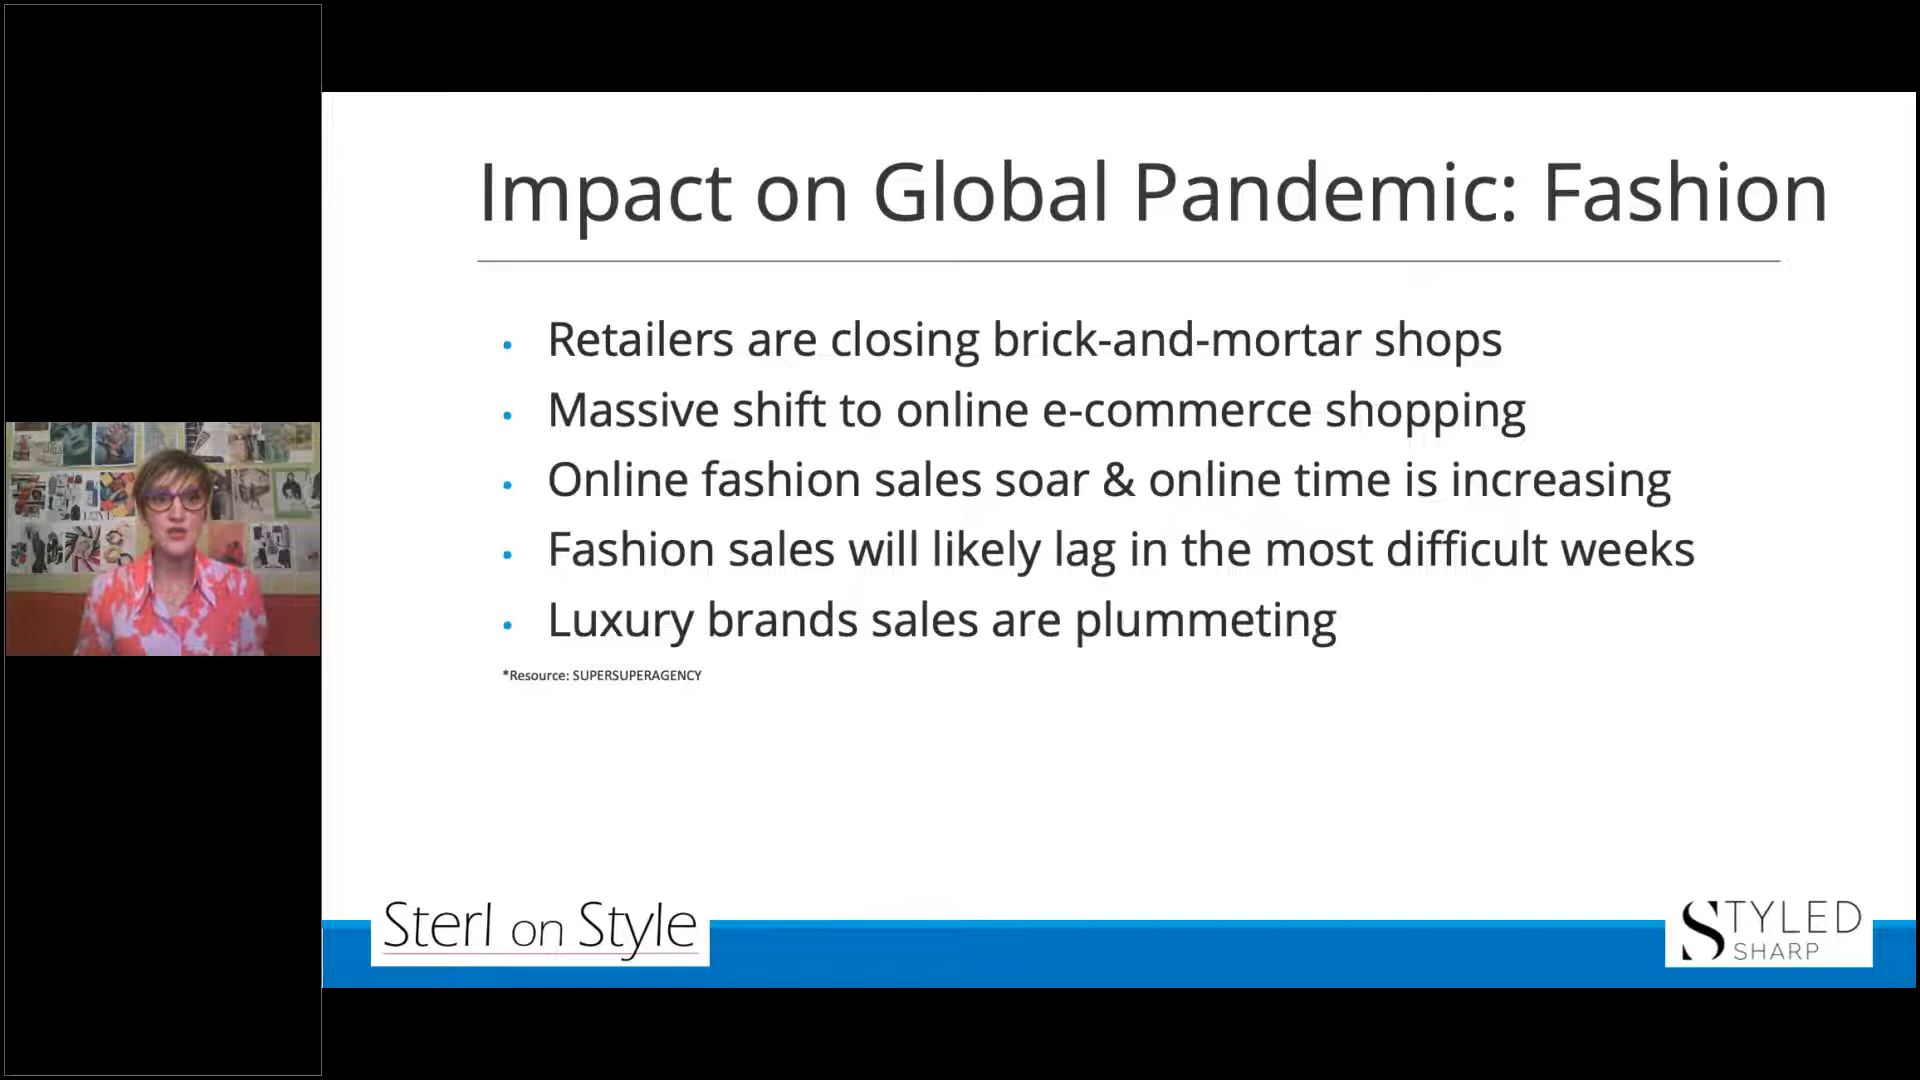 Impact on Global Pandemic: Fashion
• Retailers are closing brick-and-mortar shops
• Massive shift to online e-commerce shopping
• Online fashion sales soar & online time is increasing
• Fashion sales will likely lag in the most difficult weeks
• Luxury brands sales are plummeting
*Resource: SUPERSUPERAGENCY
Sterl on Style
STYLED
SHARP